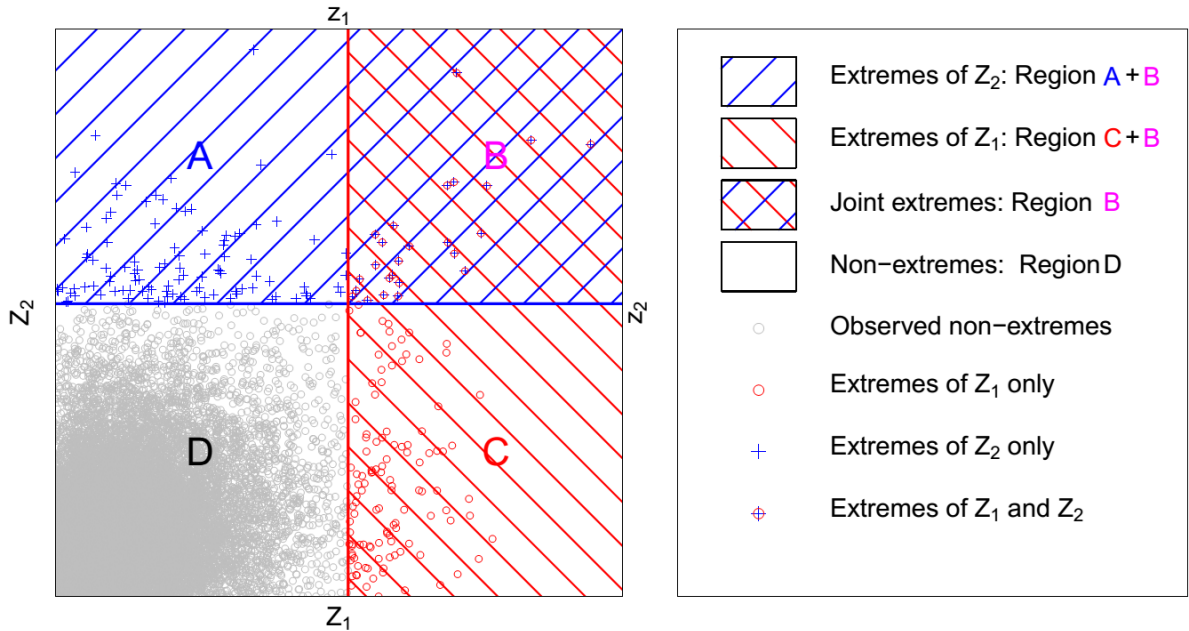 z₁
A
B
Z₂
z₂
D
C
Z₁
Extremes of Z₂: Region A+B
Extremes of Z₁: Region C+B
Joint extremes: Region B
Non−extremes: Region D
Observed non−extremes
Extremes of Z₁ only
Extremes of Z₂ only
Extremes of Z₁ and Z₂